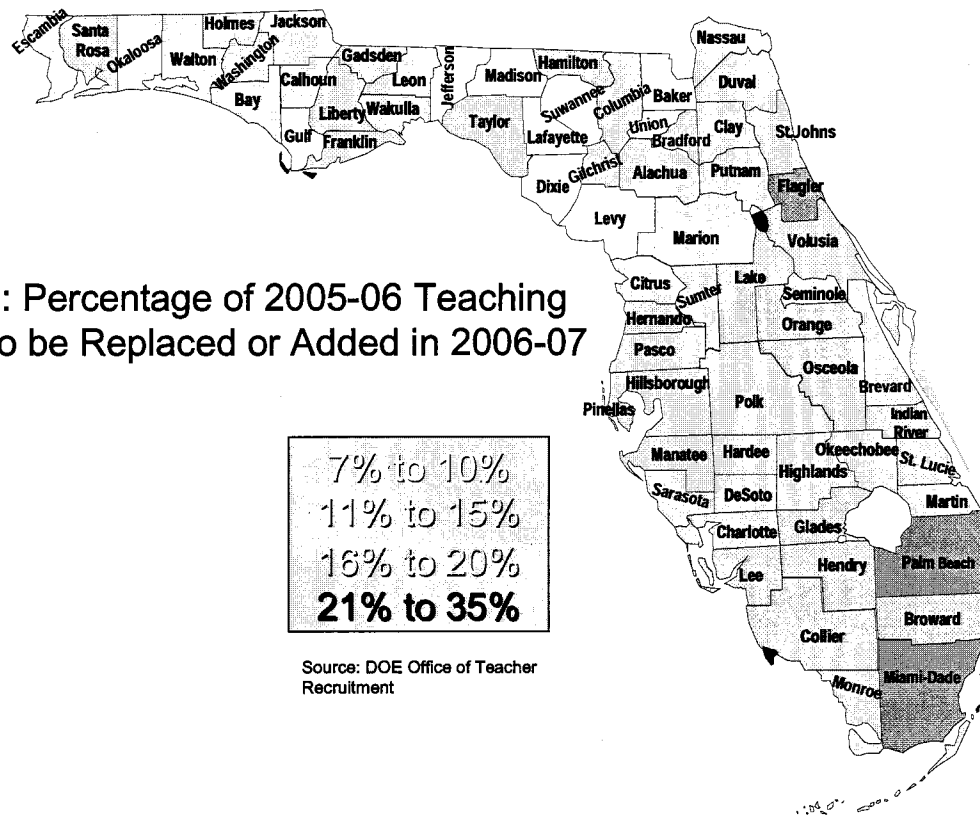 Escambia
Santa
Rosa
Okaloosa
Walton
Holmes
Washington
Jackson
Bay
Calhoun
Gulf
Liberty
Gadsden
Franklin
Leon
Wakulla
Jefferson
Madison
Taylor
Hamilton
Suwannee
Lafayette
Dixie
Columbia
Gilchrist
Levy
Baker
Union
Bradford
Alachua
Marion
Nassau
Duval
Clay
Putnam
St.Johns
Flagler
Volusia
Citrus
Sumter
Lake
Seminole
Hernando
Orange
Pasco
Osceola
Hillsborough
Pinellas
Polk
Brevard
Indian
River
Manatee
Hardee
Highlands
Okeechobee
St. Lucie
Sarasota
DeSoto
Martin
Charlotte
Glades
Lee
Hendry
Palm Beach
Broward
Collier
Monroe
Miami-Dade
: Percentage of 2005-06 Teaching
o be Replaced or Added in 2006-07
7% to 10%
11% to 15%
16% to 20%
21% to 35%
Source: DOE Office of Teacher
Recruitment